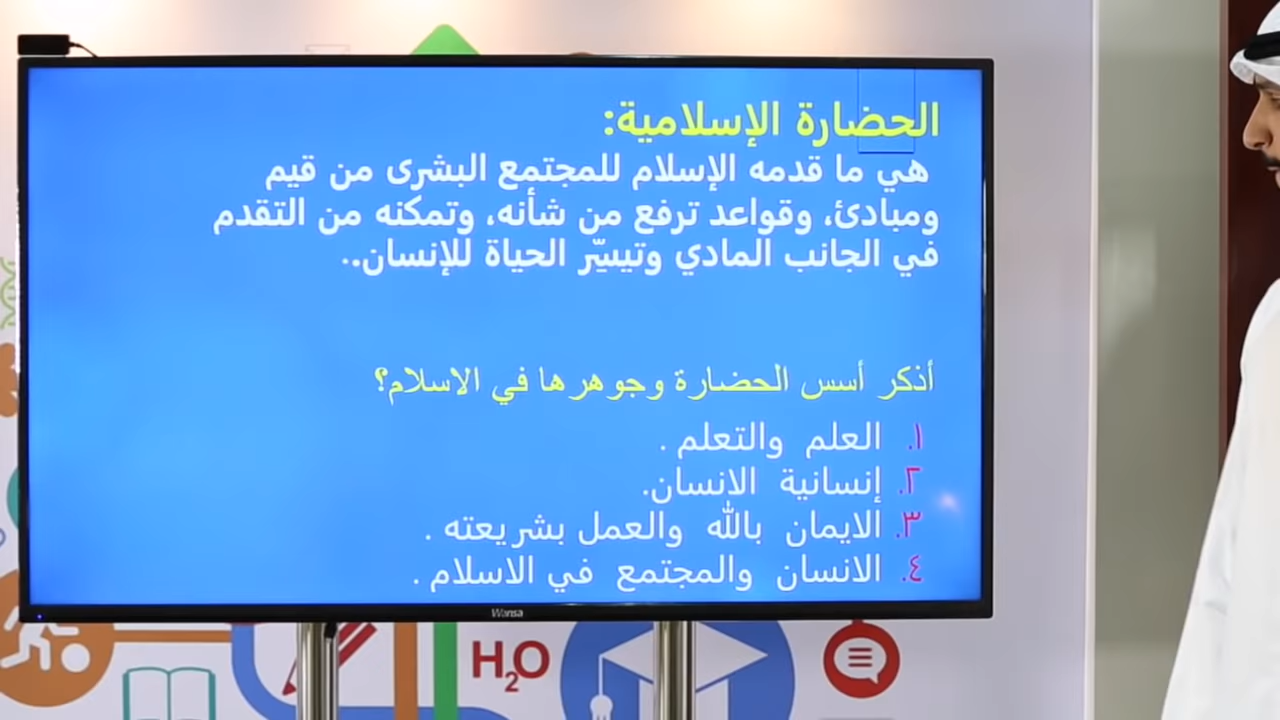 الحضارة الإسلامية:
هي ما قدمه الإسلام للمجتمع البشرى من قيم
ومبادئ، وقواعد ترفع من شأنه، وتمكنه من التقدم
في الجانب المادي وتيسّر الحياة للإنسان..
أذكر أسس الحضارة وجوهرها في الاسلام؟
١. العلم والتعلم .
٢. إنسانية الانسان.
٣. الايمان بالله والعمل بشريعته .
٤. الانسان والمجتمع في الاسلام .
Wansa
H2O